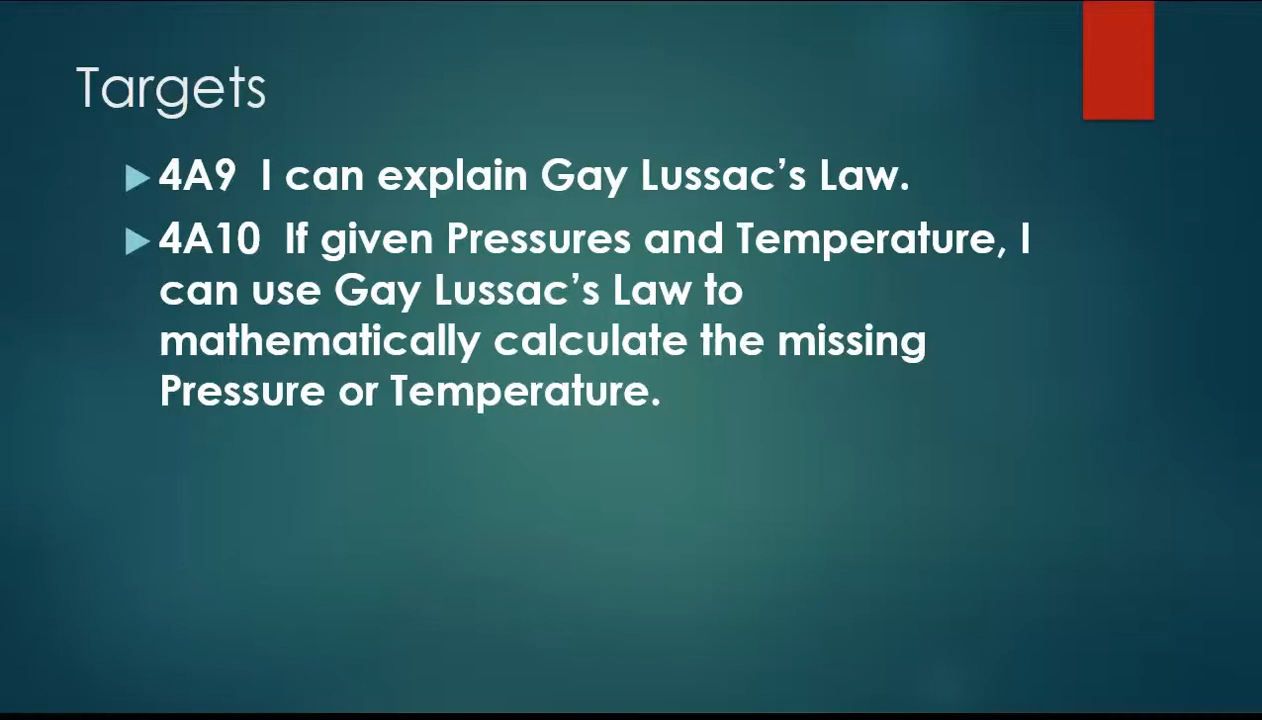 Targets
4A9 I can explain Gay Lussac’s Law.
4A10 If given Pressures and Temperature, I
can use Gay Lussac’s Law to
mathematically calculate the missing
Pressure or Temperature.